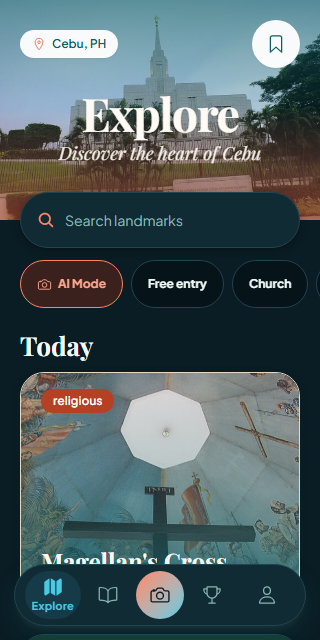 Cebu, PH
Explore
Discover the heart of Cebu
Search landmarks
AI Mode
Free entry
Church
Today
religious
Magellan's Cross
Explore